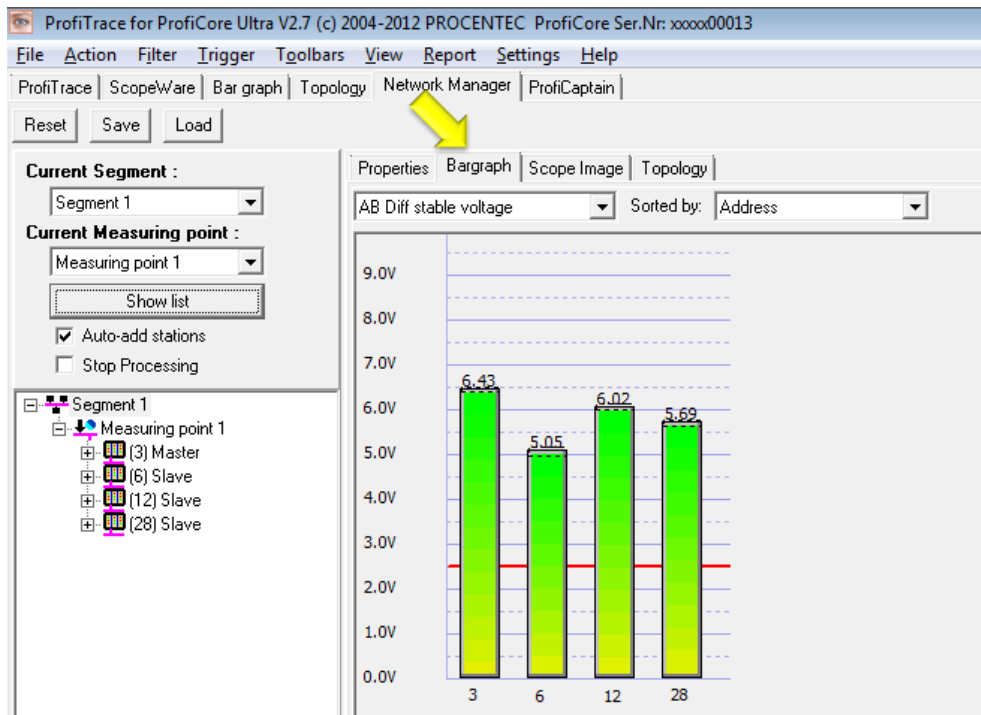 ProfiTrace for ProfiCore Ultra V2.7 (c) 2004-2012 PROCENTEC ProfiCore Ser.Nr: xxxxx00013
File Action Filter Trigger Toolbars View Report Settings Help
ProfiTrace ScopeWare Bar graph Topology Network Manager ProfiCaptain
Reset Save Load
Current Segment :
Segment 1
Current Measuring point :
Measuring point 1
Show list
Auto-add stations
Stop Processing
Segment 1
Measuring point 1
(3) Master
(6) Slave
(12) Slave
(28) Slave
Properties Bargraph Scope Image Topology
AB Diff stable voltage Sorted by: Address
9.0V
8.0V
7.0V
6.43
6.02
6.0V
5.69
5.05
5.0V
4.0V
3.0V
2.0V
1.0V
0.0V
3 6 12 28